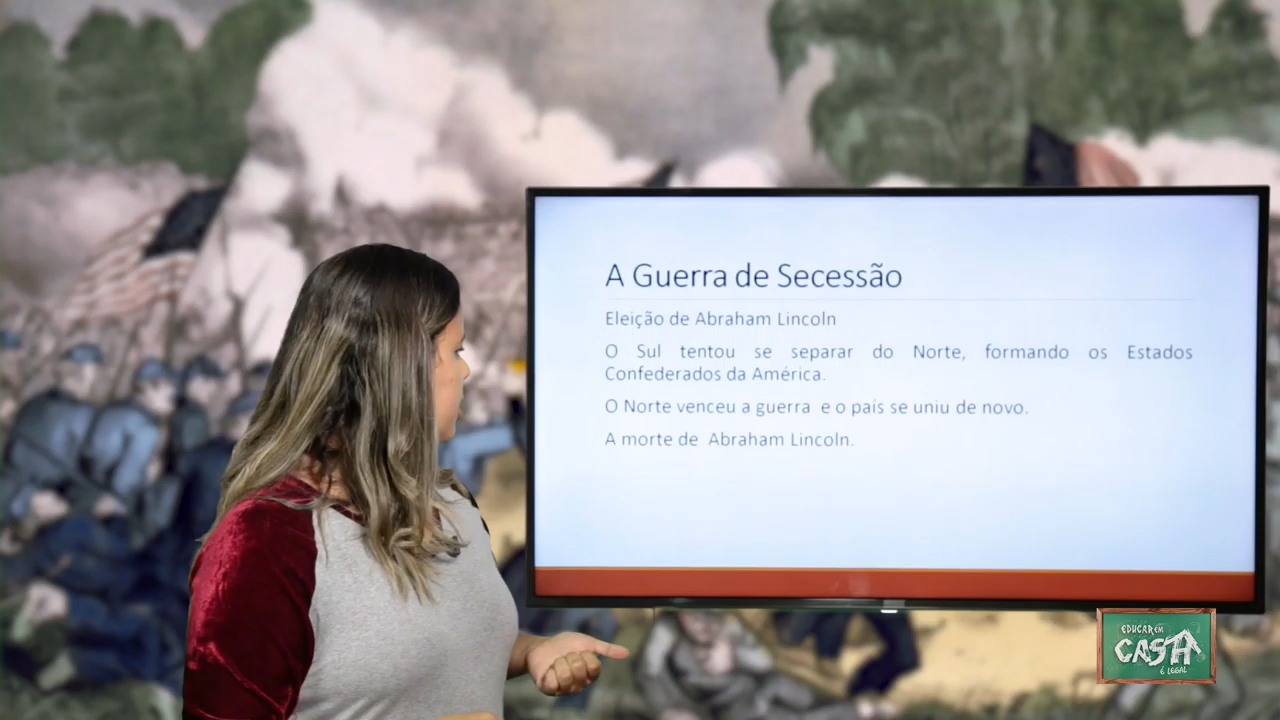 A Guerra de Secessão
Eleição de Abraham Lincoln
O Sul tentou se separar do Norte, formando os Estados
Confederados da América.
O Norte venceu a guerra e o país se uniu de novo.
A morte de Abraham Lincoln.
EDUCAR EM
CASA
É LEGAL